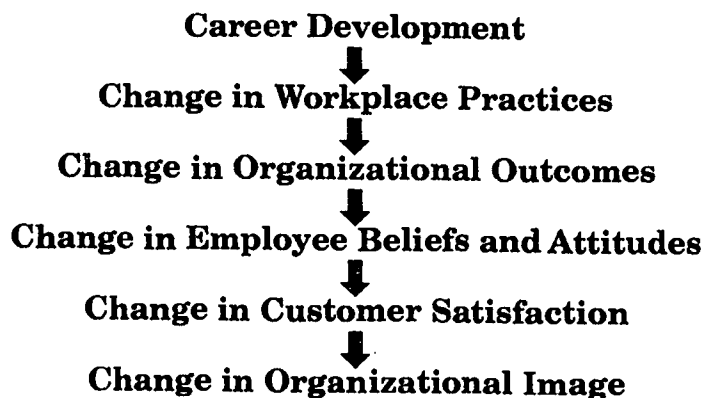 Career Development
Change in Workplace Practices
Change in Organizational Outcomes
Change in Employee Beliefs and Attitudes
Change in Customer Satisfaction
Change in Organizational Image